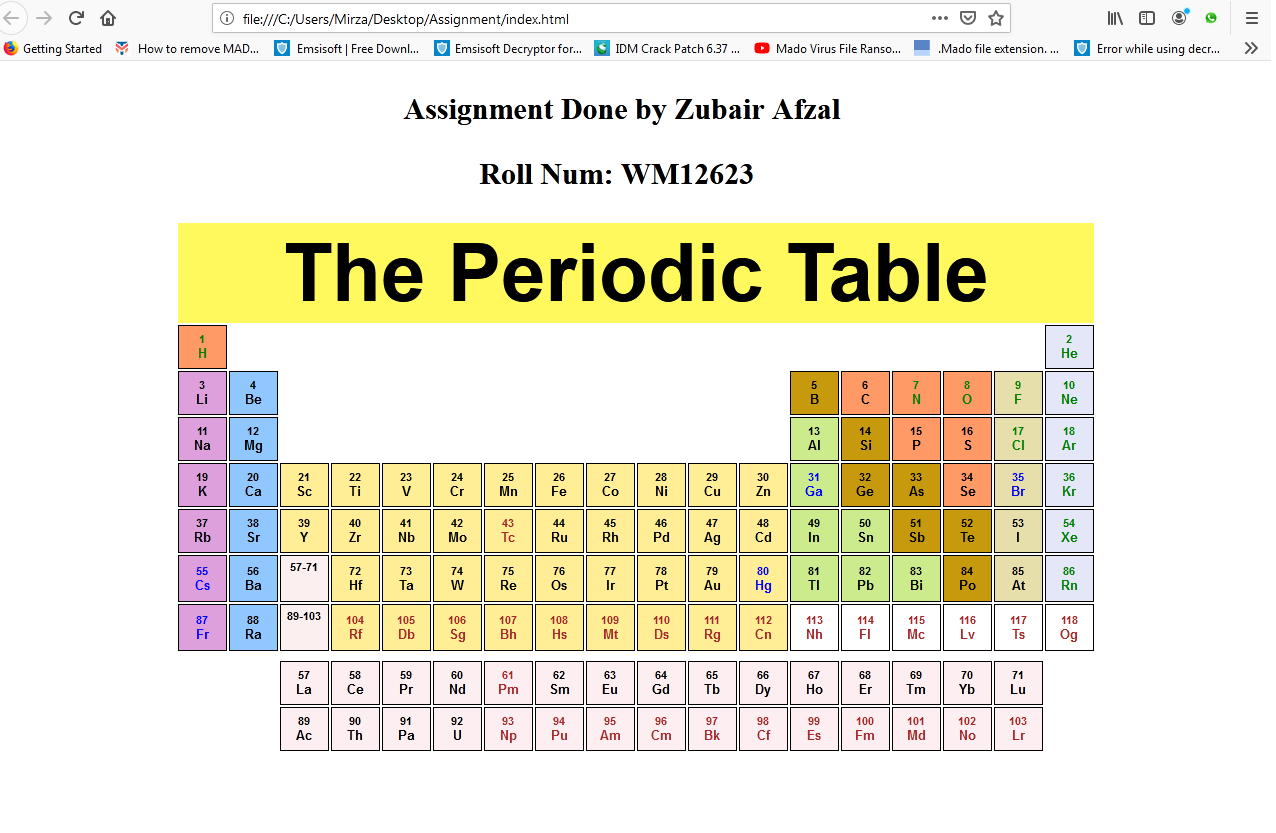 file:///C:/Users/Mirza/Desktop/Assignment/index.html
Getting Started How to remove MAD... Emsisoft | Free Downl... Emsisoft Decryptor for... IDM Crack Patch 6.37 ... Mado Virus File Ranso... .Mado file extension. ... Error while using decr...
Assignment Done by Zubair Afzal
Roll Num: WM12623
The Periodic Table
1 2
H He
3 4 5 6 7 8 9 10
Li Be B C N O F Ne
11 12 13 14 15 16 17 18
Na Mg Al Si P S Cl Ar
19 20 21 22 23 24 25 26 27 28 29 30 31 32 33 34 35 36
K Ca Sc Ti V Cr Mn Fe Co Ni Cu Zn Ga Ge As Se Br Kr
37 38 39 40 41 42 43 44 45 46 47 48 49 50 51 52 53 54
Rb Sr Y Zr Nb Mo Tc Ru Rh Pd Ag Cd In Sn Sb Te I Xe
55 56 57-71 72 73 74 75 76 77 78 79 80 81 82 83 84 85 86
Cs Ba Hf Ta W Re Os Ir Pt Au Hg Tl Pb Bi Po At Rn
87 88 89-103 104 105 106 107 108 109 110 111 112 113 114 115 116 117 118
Fr Ra Rf Db Sg Bh Hs Mt Ds Rg Cn Nh Fl Mc Lv Ts Og
57 58 59 60 61 62 63 64 65 66 67 68 69 70 71
La Ce Pr Nd Pm Sm Eu Gd Tb Dy Ho Er Tm Yb Lu
89 90 91 92 93 94 95 96 97 98 99 100 101 102 103
Ac Th Pa U Np Pu Am Cm Bk Cf Es Fm Md No Lr